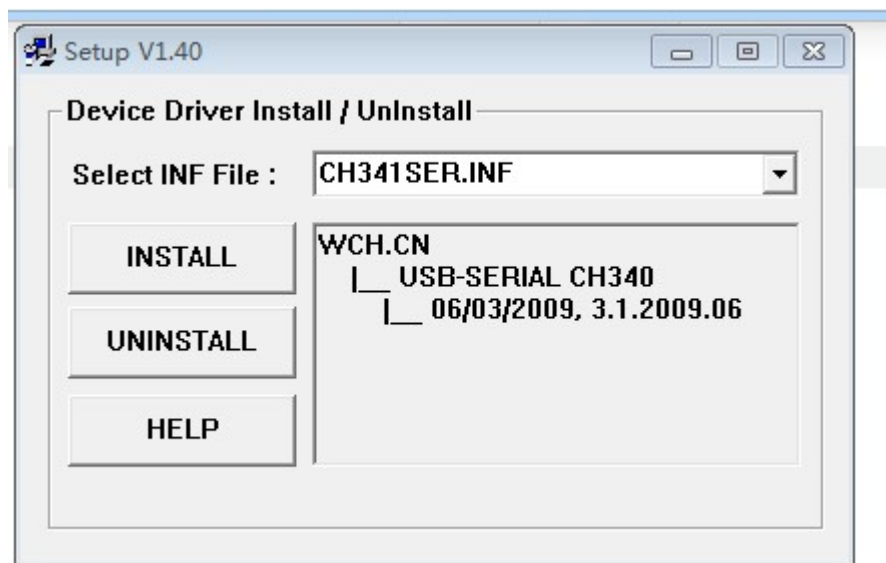 Setup V1.40
Device Driver Install / UnInstall
Select INF File :
CH341SER.INF
INSTALL
UNINSTALL
HELP
WCH.CN
|__ USB-SERIAL CH340
|__ 06/03/2009, 3.1.2009.06